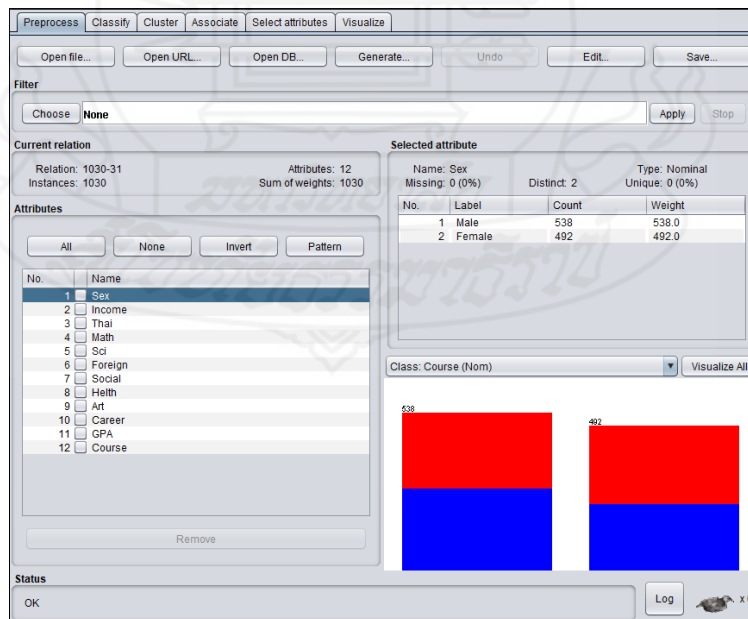 Preprocess Classify Cluster Associate Select attributes Visualize
Open file... Open URL... Open DB... Generate... Undo Edit... Save...
Filter
Choose None Apply Stop
Current relation
Relation: 1030-31 Attributes: 12
Instances: 1030 Sum of weights: 1030
Attributes
All None Invert Pattern
No. Name
1 Sex
2 Income
3 Thai
4 Math
5 Sci
6 Foreign
7 Social
8 Helth
9 Art
10 Career
11 GPA
12 Course
Remove
Selected attribute
Name: Sex Type: Nominal
Missing: 0 (0%) Distinct: 2 Unique: 0 (0%)
No. Label Count Weight
1 Male 538 538.0
2 Female 492 492.0
Class: Course (Nom) Visualize All
538
492
Status
OK
Log x